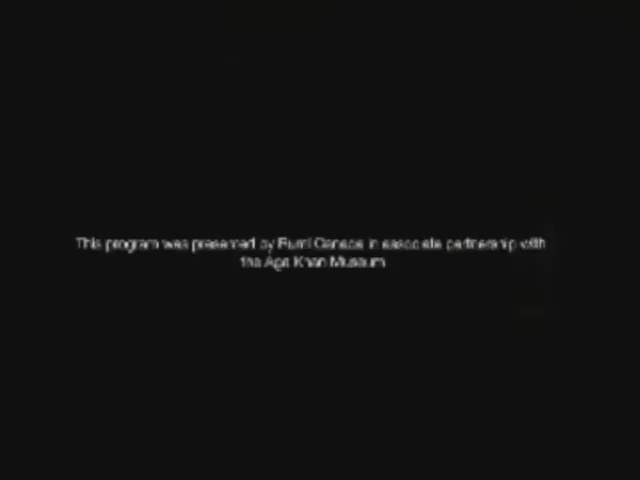 This program was presented by Rumi Canada in associate partnership with
the Aga Khan Museum